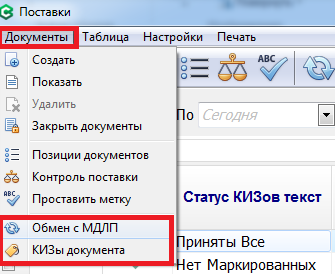 Поставки
Документы Таблица Настройки Печать
Создать
Показать
Удалить
Закрыть документы
Позиции документов
Контроль поставки
Проставить метку
Обмен с МДЛП
КИЗы документа
ABC
По Сегодня
Статус КИЗов текст
Приняты Все
Нет Маркированных